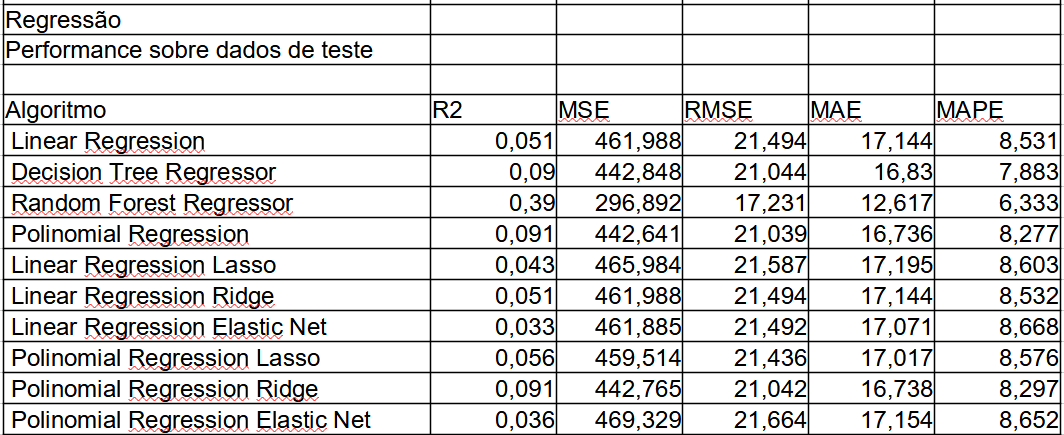 Regressão
Performance sobre dados de teste
Algoritmo R2 MSE RMSE MAE MAPE
Linear Regression 0,051 461,988 21,494 17,144 8,531
Decision Tree Regressor 0,09 442,848 21,044 16,83 7,883
Random Forest Regressor 0,39 296,892 17,231 12,617 6,333
Polinomial Regression 0,091 442,641 21,039 16,736 8,277
Linear Regression Lasso 0,043 465,984 21,587 17,195 8,603
Linear Regression Ridge 0,051 461,988 21,494 17,144 8,532
Linear Regression Elastic Net 0,033 461,885 21,492 17,071 8,668
Polinomial Regression Lasso 0,056 459,514 21,436 17,017 8,576
Polinomial Regression Ridge 0,091 442,765 21,042 16,738 8,297
Polinomial Regression Elastic Net 0,036 469,329 21,664 17,154 8,652